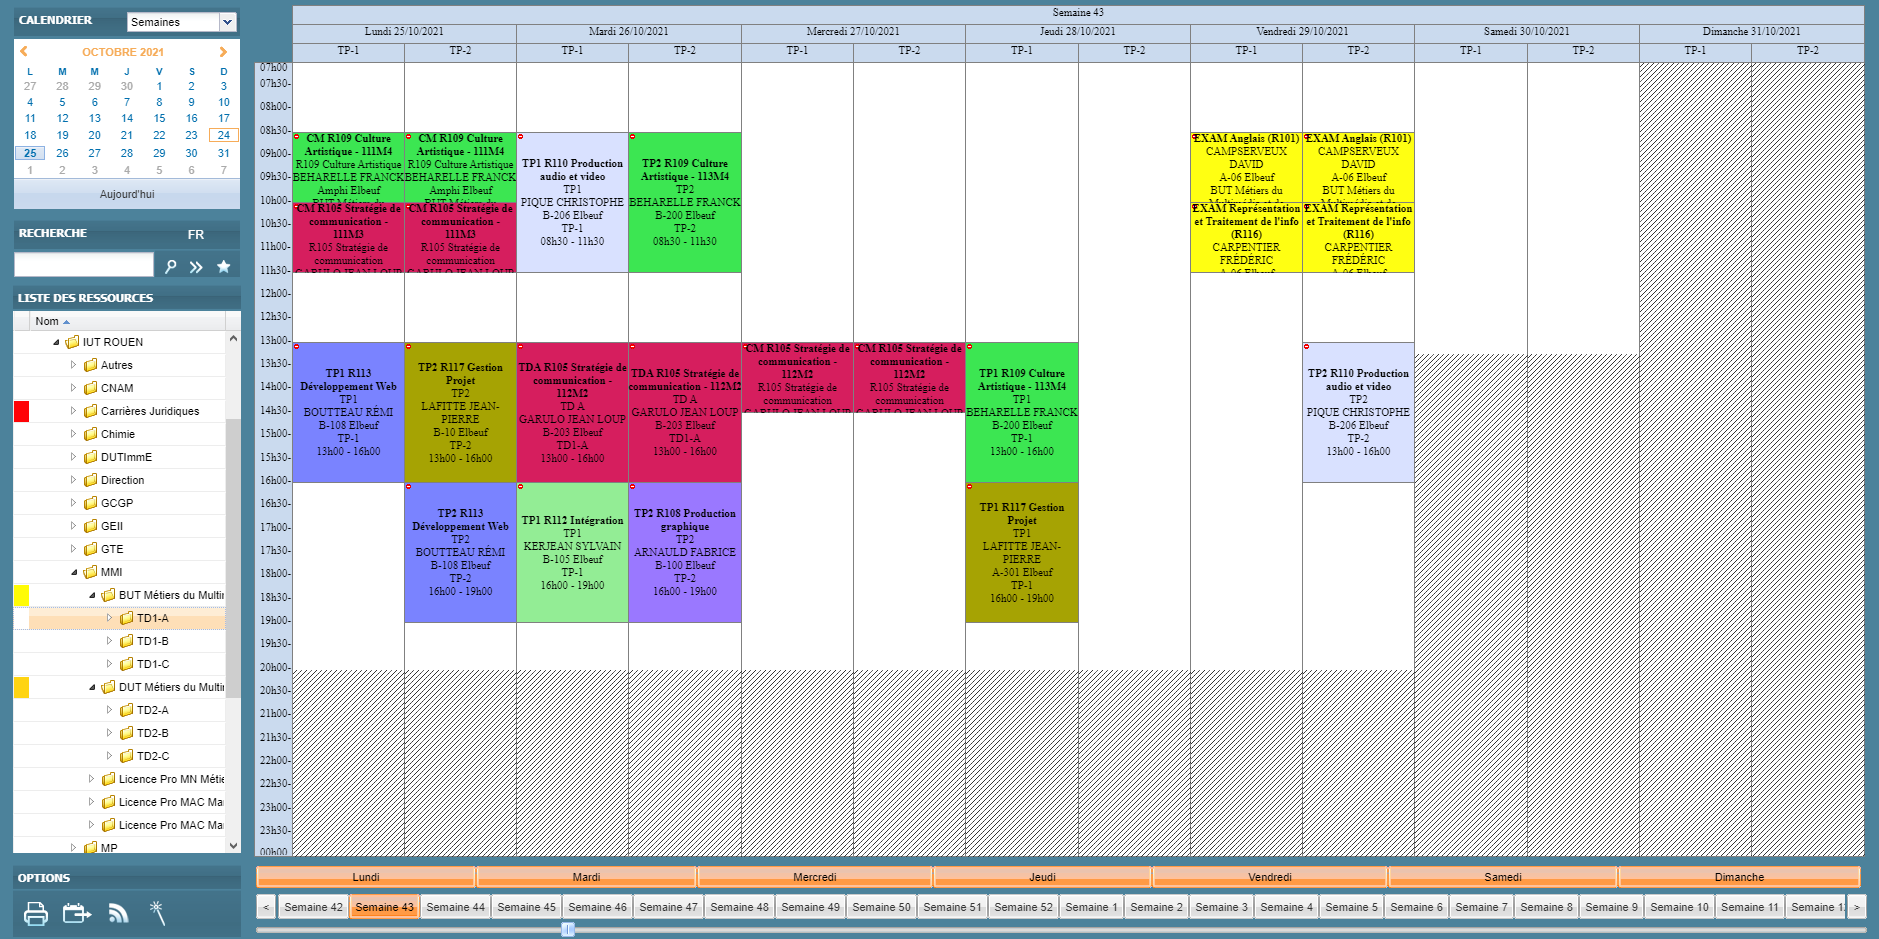 CALENDRIER
Semaines
OCTOBRE 2021
L M M J V S D
27 28 29 30 1 2 3
4 5 6 7 8 9 10
11 12 13 14 15 16 17
18 19 20 21 22 23 24
25 26 27 28 29 30 31
1 2 3 4 5 6 7
Aujourd'hui
RECHERCHE FR
LISTE DES RESSOURCES
Nom
IUT ROUEN
Autres
CNAM
Carrières Juridiques
Chimie
DUTImmE
Direction
GCGP
GEII
GTE
MMI
BUT Métiers du Multi
TD1-A
TD1-B
TD1-C
DUT Métiers du Multi
TD2-A
TD2-B
TD2-C
Licence Pro MN Métie
Licence Pro MAC Ma
Licence Pro MAC Ma
MP
OPTIONS
Semaine 43
Lundi 25/10/2021 Mardi 26/10/2021 Mercredi 27/10/2021 Jeudi 28/10/2021 Vendredi 29/10/2021 Samedi 30/10/2021 Dimanche 31/10/2021
TP-1 TP-2 TP-1 TP-2 TP-1 TP-2 TP-1 TP-2 TP-1 TP-2 TP-1 TP-2 TP-1 TP-2
07h00
07h30-
08h00-
08h30-
09h00-
09h30-
10h00-
10h30-
11h00-
11h30-
12h00-
12h30-
13h00-
13h30-
14h00-
14h30-
15h00-
15h30-
16h00-
16h30-
17h00-
17h30-
18h00-
18h30-
19h00-
19h30-
20h00-
20h30-
21h00-
21h30-
22h00-
22h30-
23h00-
23h30-
00h00
CM R109 Culture
Artistique - 111M4
R109 Culture Artistique
BEHARELLE FRANCK
Amphi Elbeuf
BUT Métiers du
CM R105 Stratégie de
communication -
111M3
R105 Stratégie de
communication
GARULO JEAN LOUP
TP1 R113
Développement Web
TP1
BOUTTEAU RÉMI
B-108 Elbeuf
TP-1
13h00 - 16h00
CM R109 Culture
Artistique - 111M4
R109 Culture Artistique
BEHARELLE FRANCK
Amphi Elbeuf
BUT Métiers du
CM R105 Stratégie de
communication -
111M3
R105 Stratégie de
communication
GARULO JEAN LOUP
TP2 R117 Gestion
Projet
TP2
LAFITTE JEAN-
PIERRE
B-10 Elbeuf
TP-2
13h00 - 16h00
TP2 R113
Développement Web
TP2
BOUTTEAU RÉMI
B-108 Elbeuf
TP-2
16h00 - 19h00
TP1 R110 Production
audio et video
TP1
PIQUE CHRISTOPHE
B-206 Elbeuf
TP-1
08h30 - 11h30
TDA R105 Stratégie de
communication -
112M2
TD A
GARULO JEAN LOUP
B-203 Elbeuf
TD1-A
13h00 - 16h00
TP1 R112 Intégration
TP1
KERJEAN SYLVAIN
B-105 Elbeuf
TP-1
16h00 - 19h00
TP2 R109 Culture
Artistique - 113M4
TP2
BEHARELLE FRANCK
B-200 Elbeuf
TP-2
08h30 - 11h30
TDA R105 Stratégie de
communication - 112M2
TD A
GARULO JEAN LOUP
B-203 Elbeuf
TD1-A
13h00 - 16h00
TP2 R108 Production
graphique
TP2
ARNAULD FABRICE
B-100 Elbeuf
TP-2
16h00 - 19h00
CM R105 Stratégie de
communication -
112M2
R105 Stratégie de
communication
GARULO JEAN LOUP
CM R105 Stratégie de
communication -
112M2
R105 Stratégie de
communication
GARULO JEAN LOUP
TP1 R109 Culture
Artistique - 113M4
TP1
BEHARELLE FRANCK
B-200 Elbeuf
TP-1
13h00 - 16h00
TP1 R117 Gestion
Projet
TP1
LAFITTE JEAN-
PIERRE
A-301 Elbeuf
TP-1
16h00 - 19h00
EXAM Anglais (R101)
CAMPSERVEUX
DAVID
A-06 Elbeuf
BUT Métiers du
Multimédia et de
EXAM Représentation
et Traitement de l'info
(R116)
CARPENTIER
FRÉDÉRIC
A-06 Elbeuf
EXAM Anglais (R101)
CAMPSERVEUX
DAVID
A-06 Elbeuf
BUT Métiers du
Multimédia et de
EXAM Représentation
et Traitement de l'info
(R116)
CARPENTIER
FRÉDÉRIC
A-06 Elbeuf
TP2 R110 Production
audio et video
TP2
PIQUE CHRISTOPHE
B-206 Elbeuf
TP-2
13h00 - 16h00
Lundi Mardi Mercredi Jeudi Vendredi Samedi Dimanche
< Semaine 42 Semaine 43 Semaine 44 Semaine 45 Semaine 46 Semaine 47 Semaine 48 Semaine 49 Semaine 50 Semaine 51 Semaine 52 Semaine 1 Semaine 2 Semaine 3 Semaine 4 Semaine 5 Semaine 6 Semaine 7 Semaine 8 Semaine 9 Semaine 10 Semaine 11 Semaine 1 >